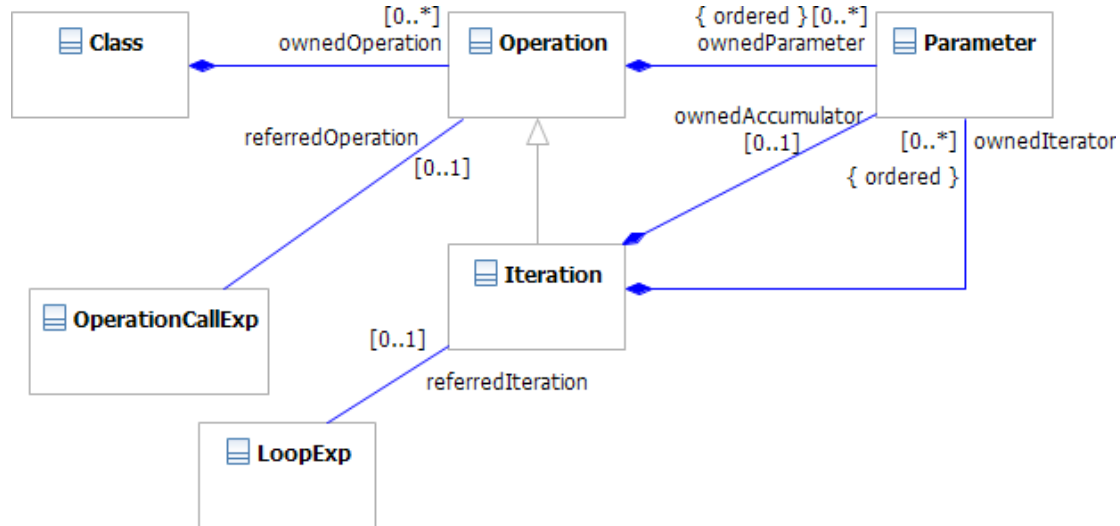 [0..*]
{ ordered }[0..*]
Class
ownedOperation
Operation
ownedParameter
Parameter
referredOperation
ownedAccumulator
[0..1]
[0..1]
[0..*]
ownedIterator
{ ordered }
Iteration
OperationCallExp
[0..1]
referredIteration
LoopExp